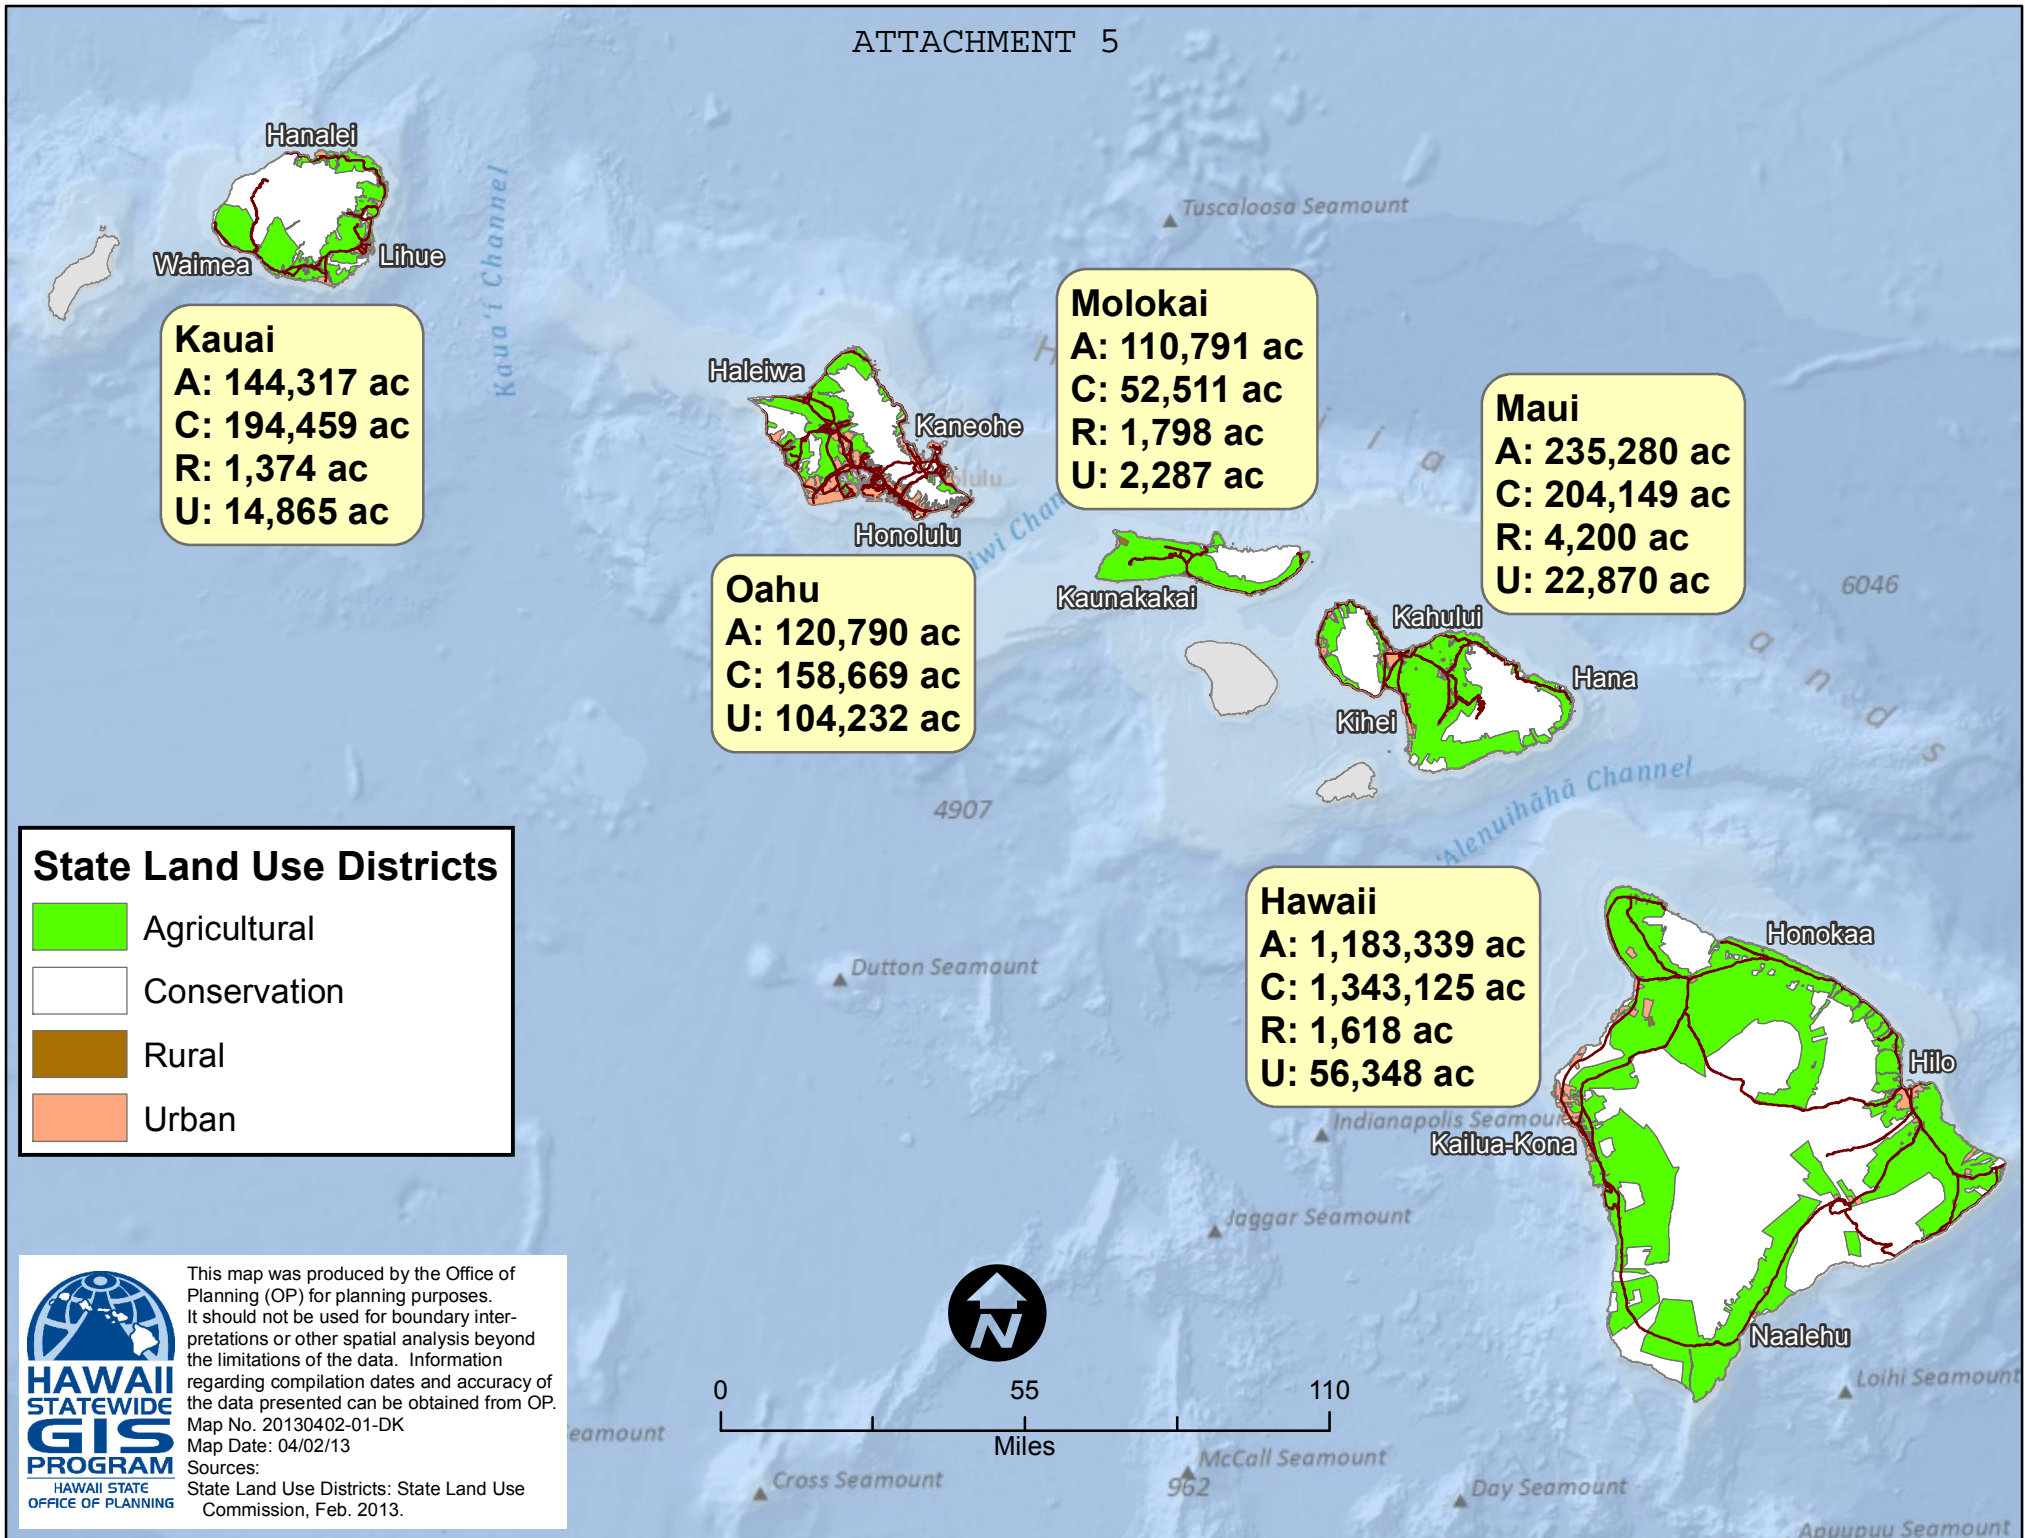 ATTACHMENT 5
Hanalei
Waimea
Lihue
Kaua'i Channel
Tuscaloosa Seamount
Kauai
A: 144,317 ac
C: 194,459 ac
R: 1,374 ac
U: 14,865 ac
Haleiwa
Kaneohe
Honolulu
Molokai
A: 110,791 ac
C: 52,511 ac
R: 1,798 ac
U: 2,287 ac
Maui
A: 235,280 ac
C: 204,149 ac
R: 4,200 ac
U: 22,870 ac
Oahu
A: 120,790 ac
C: 158,669 ac
U: 104,232 ac
Kaunakakai
Kahului
Hana
Kihei
6046
4907
'Alenuihāhā Channel
State Land Use Districts
Agricultural
Conservation
Rural
Urban
Hawaii
A: 1,183,339 ac
C: 1,343,125 ac
R: 1,618 ac
U: 56,348 ac
Honokaa
Hilo
Kailua-Kona
Naalehu
Dutton Seamount
Indianapolis Seamount
Jaggar Seamount
Loihi Seamount
McCall Seamount
962
Cross Seamount
Day Seamount
Apuupuu Seamount
eamount
N
0 55 110
Miles
HAWAII
STATEWIDE
GIS
PROGRAM
HAWAII STATE
OFFICE OF PLANNING
This map was produced by the Office of
Planning (OP) for planning purposes.
It should not be used for boundary inter-
pretations or other spatial analysis beyond
the limitations of the data. Information
regarding compilation dates and accuracy of
the data presented can be obtained from OP.
Map No. 20130402-01-DK
Map Date: 04/02/13
Sources:
State Land Use Districts: State Land Use
Commission, Feb. 2013.